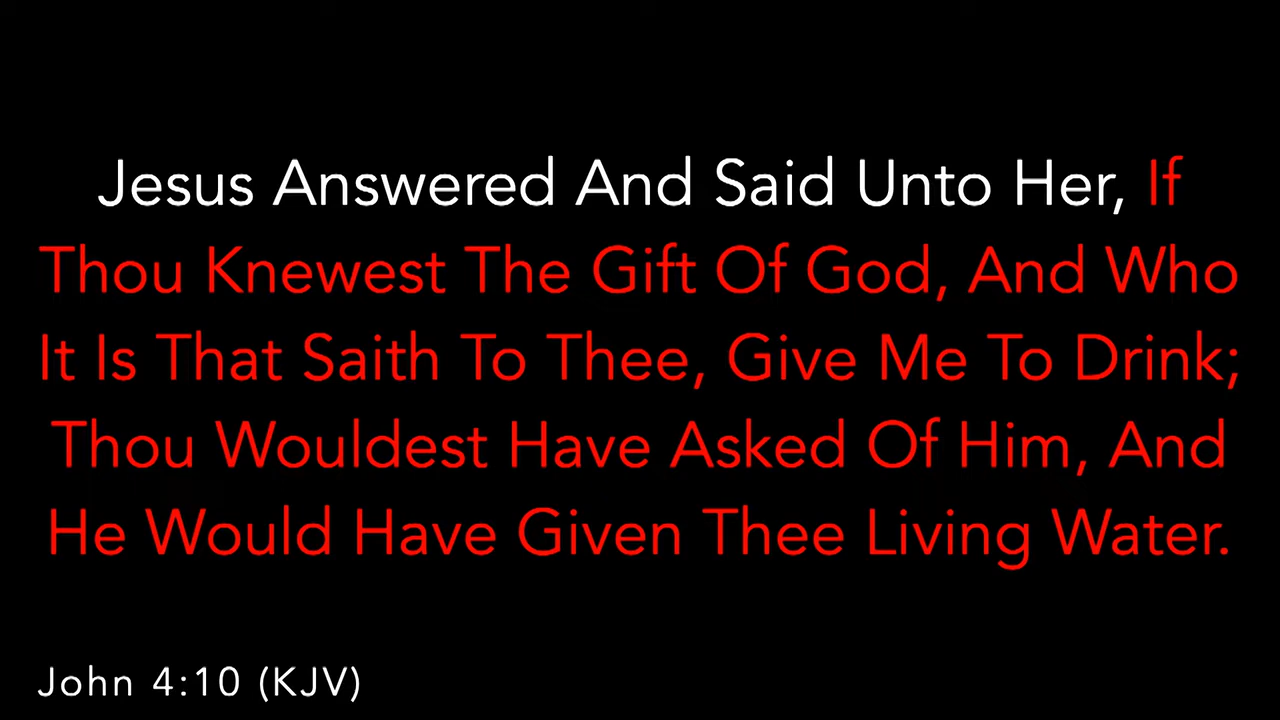 Jesus Answered And Said Unto Her, If
Thou Knewest The Gift Of God, And Who
It Is That Saith To Thee, Give Me To Drink;
Thou Wouldest Have Asked Of Him, And
He Would Have Given Thee Living Water.
John 4:10 (KJV)